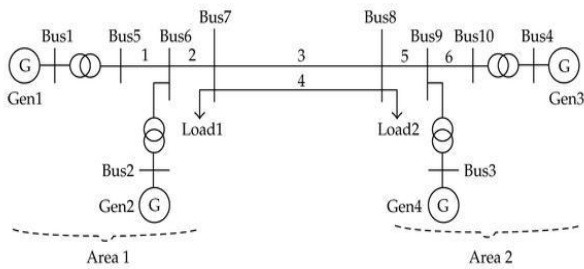 Bus7 Bus8
Bus1 Bus5 Bus6 Bus9 Bus10 Bus4
1 2 3 5 6
G G
Gen1 4 Gen3
Load1 Load2
Bus2 Bus3
Gen2 G Gen4 G
Area 1 Area 2